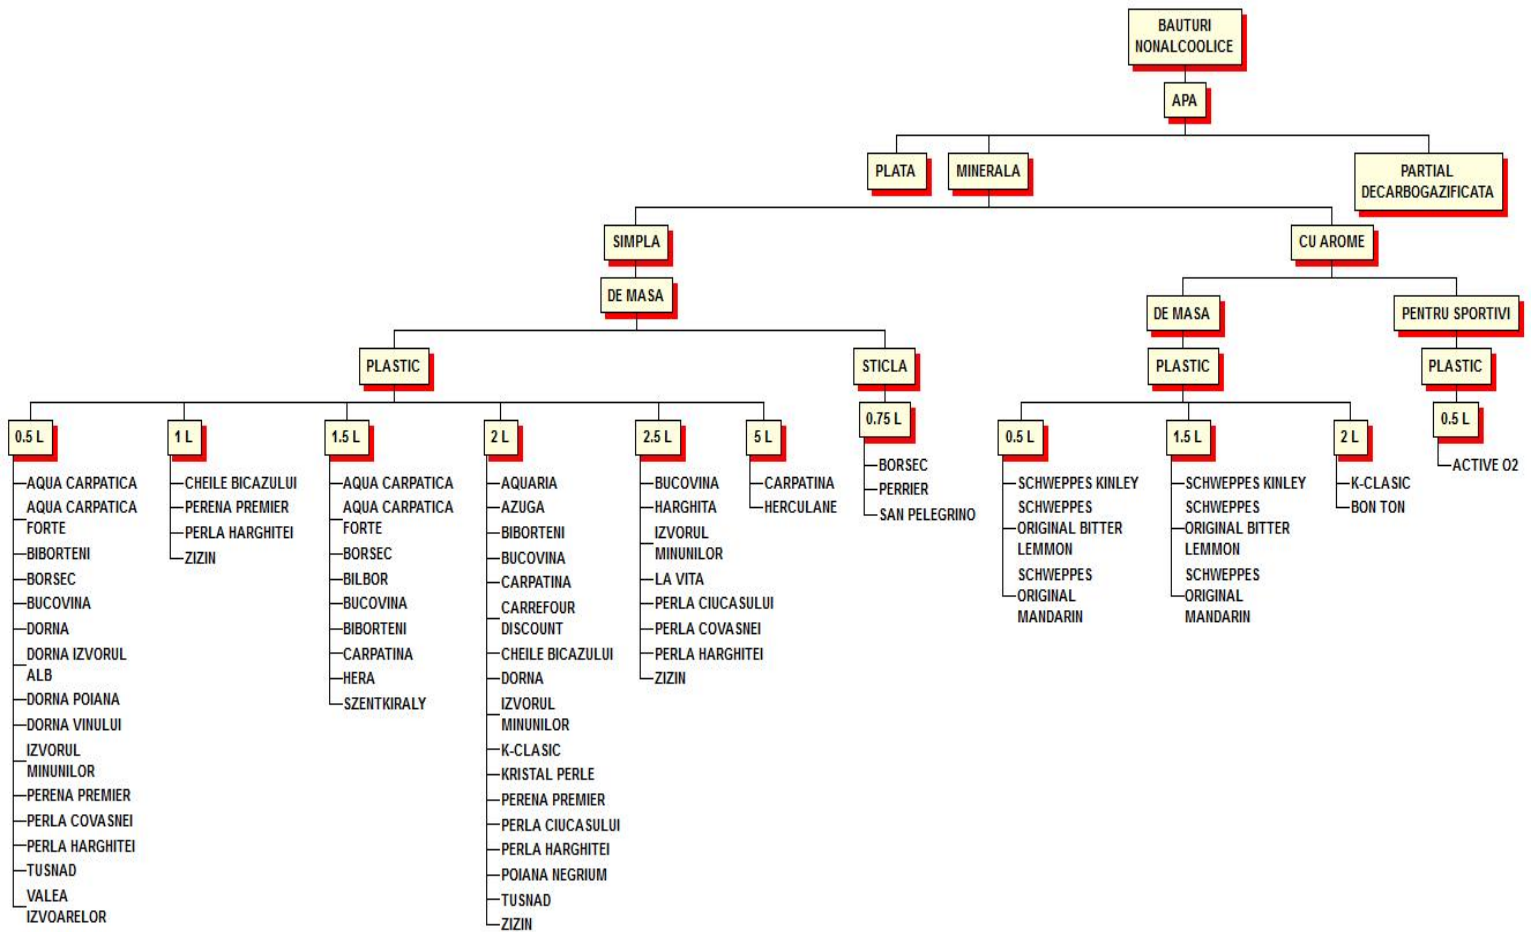 BAUTURI
NONALCOOLICE
APA
PLATA
MINERALA
PARTIAL
DECARBOGAZIFICATA
SIMPLA
CU AROME
DE MASA
DE MASA
PENTRU SPORTIVI
PLASTIC
STICLA
PLASTIC
PLASTIC
0.5 L
AQUA CARPATICA
AQUA CARPATICA
FORTE
BIBORTENI
BORSEC
BUCOVINA
DORNA
DORNA IZVORUL
ALB
DORNA POIANA
DORNA VINULUI
IZVORUL
MINUNILOR
PERENA PREMIER
PERLA COVASNEI
PERLA HARGHITEI
TUSNAD
VALEA
IZVOARELOR
1 L
CHEILE BICAZULUI
PERENA PREMIER
PERLA HARGHITEI
ZIZIN
1.5 L
AQUA CARPATICA
AQUA CARPATICA
FORTE
BORSEC
BILBOR
BUCOVINA
BIBORTENI
CARPATINA
HERA
SZENTKIRALY
2 L
AQUARIA
AZUGA
BIBORTENI
BUCOVINA
CARPATINA
CARREFOUR
DISCOUNT
CHEILE BICAZULUI
DORNA
IZVORUL
MINUNILOR
K-CLASIC
KRISTAL PERLE
PERENA PREMIER
PERLA CIUCASULUI
PERLA HARGHITEI
POIANA NEGRIUM
TUSNAD
ZIZIN
2.5 L
BUCOVINA
HARGHITA
IZVORUL
MINUNILOR
LA VITA
PERLA CIUCASULUI
PERLA COVASNEI
PERLA HARGHITEI
ZIZIN
5 L
CARPATINA
HERCULANE
0.75 L
BORSEC
PERRIER
SAN PELEGRINO
0.5 L
SCHWEPPES KINLEY
SCHWEPPES
ORIGINAL BITTER
LEMMON
SCHWEPPES
ORIGINAL
MANDARIN
1.5 L
SCHWEPPES KINLEY
SCHWEPPES
ORIGINAL BITTER
LEMMON
SCHWEPPES
ORIGINAL
MANDARIN
2 L
K-CLASIC
BON TON
0.5 L
ACTIVE O2